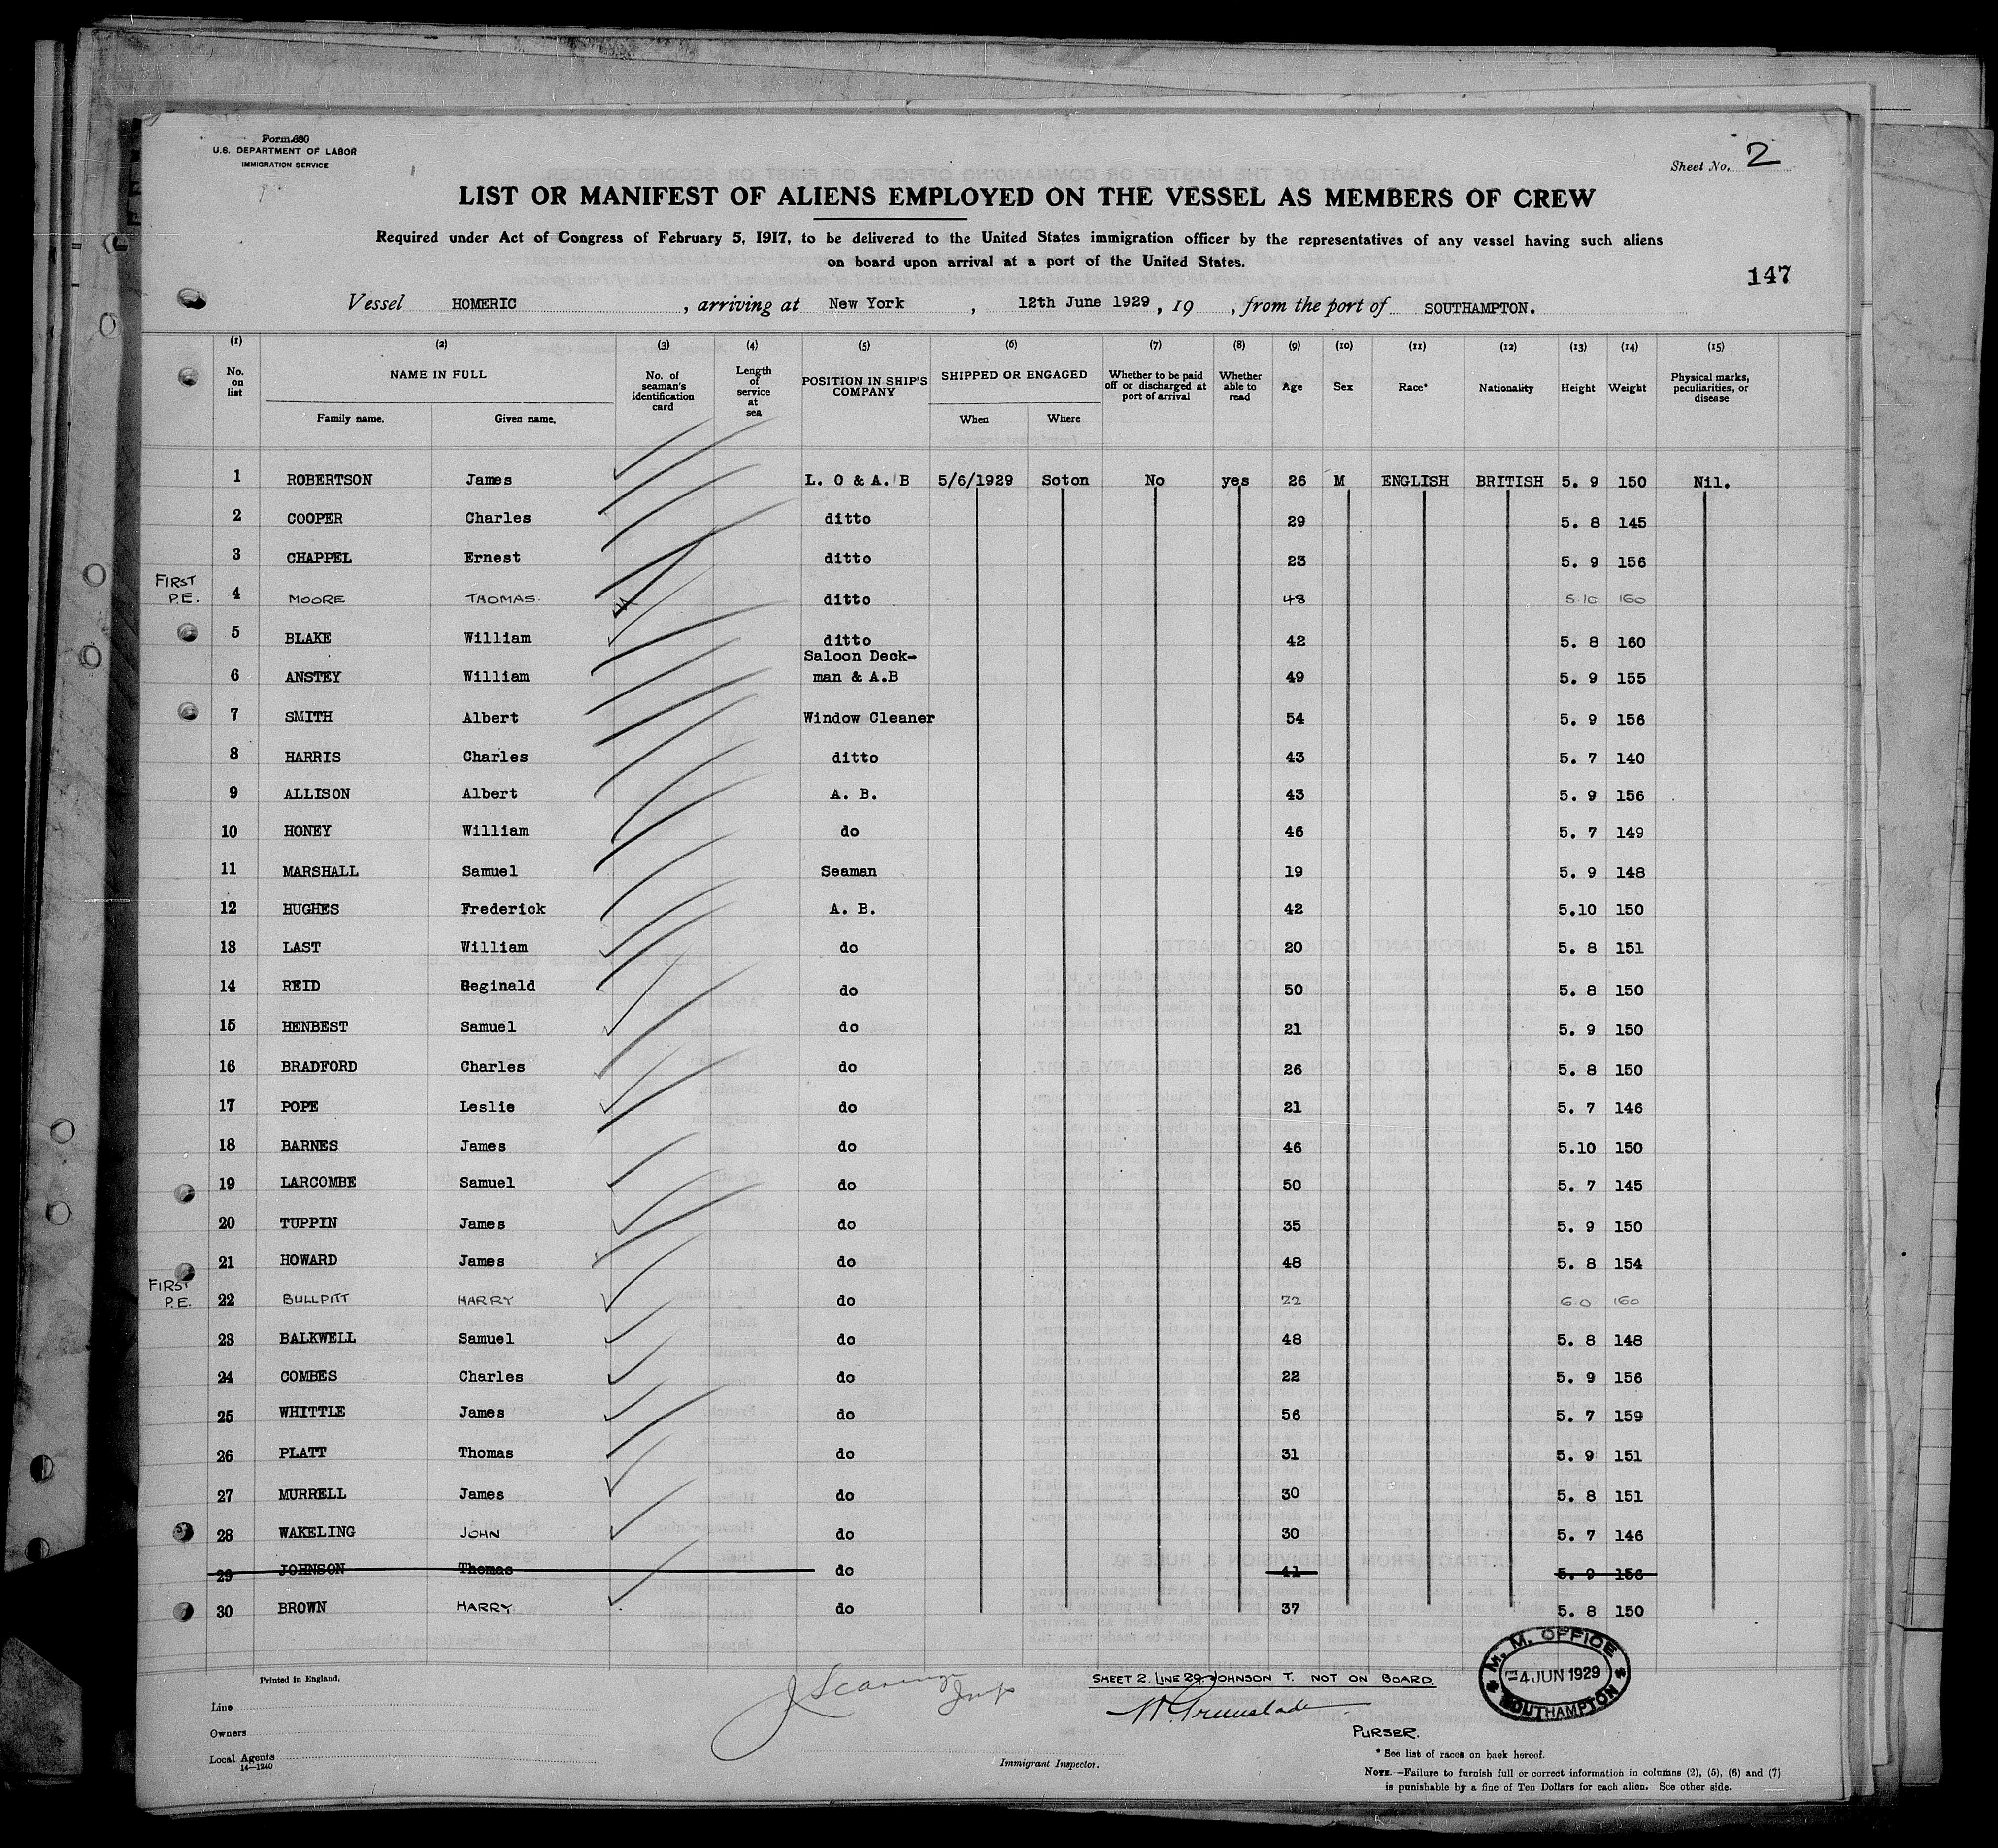 Form 680
U.S. DEPARTMENT OF LABOR
IMMIGRATION SERVICE
Sheet No. 2
LIST OR MANIFEST OF ALIENS EMPLOYED ON THE VESSEL AS MEMBERS OF CREW
Required under Act of Congress of February 5, 1917, to be delivered to the United States immigration officer by the representatives of any vessel having such aliens
on board upon arrival at a port of the United States.
147
Vessel HOMERIC , arriving at New York , 12th June 1929 , 19 , from the port of SOUTHAMPTON.
(1) (2) (3) (4) (5) (6) (7) (8) (9) (10) (11) (12) (13) (14) (15)
No. on list NAME IN FULL Family name. Given name. No. of seaman's identification card Length of service at sea POSITION IN SHIP'S COMPANY SHIPPED OR ENGAGED When Where Whether to be paid off or discharged at port of arrival Whether able to read Age Sex Race* Nationality Height Weight Physical marks, peculiarities, or disease
1 ROBERTSON James L. O & A. B 5/6/1929 Soton No yes 26 M ENGLISH BRITISH 5. 9 150 Nil.
2 COOPER Charles ditto 29 5. 8 145
3 CHAPPEL Ernest ditto 23 5. 9 156
FIRST P.E. 4 MOORE THOMAS. ditto 48 5.10 160
5 BLAKE William ditto 42 5. 8 160
6 ANSTEY William Saloon Deck-man & A.B 49 5. 9 155
7 SMITH Albert Window Cleaner 54 5. 9 156
8 HARRIS Charles ditto 43 5. 7 140
9 ALLISON Albert A. B. 43 5. 9 156
10 HONEY William do 46 5. 7 149
11 MARSHALL Samuel Seaman 19 5. 9 148
12 HUGHES Frederick A. B. 42 5.10 150
13 LAST William do 20 5. 8 151
14 REID Reginald do 50 5. 8 150
15 HENBEST Samuel do 21 5. 9 150
16 BRADFORD Charles do 26 5. 8 150
17 POPE Leslie do 21 5. 7 146
18 BARNES James do 46 5.10 150
19 LARCOMBE Samuel do 50 5. 7 145
20 TUPPIN James do 35 5. 9 150
21 HOWARD James do 48 5. 8 154
FIRST P.E. 22 BULLPITT HARRY do 22 6.0 160
23 BALKWELL Samuel do 48 5. 8 148
24 COMBES Charles do 22 5. 9 156
25 WHITTLE James do 56 5. 7 159
26 PLATT Thomas do 31 5. 9 151
27 MURRELL James do 30 5. 8 151
28 WAKELING JOHN do 30 5. 7 146
29 JOHNSON Thomas do 41 5. 9 156
30 BROWN HARRY do 37 5. 8 150
Printed in England.
SHEET 2. LINE 29. JOHNSON T. NOT ON BOARD.
M. M. OFFICE
4 JUN 1929
SOUTHAMPTON
Line
Owners
PURSER.
Local Agents
14—1240
Immigrant Inspector.
* See list of races on back hereof.
NOTE.—Failure to furnish full or correct information in columns (2), (5), (6) and (7)
is punishable by a fine of Ten Dollars for each alien. See other side.